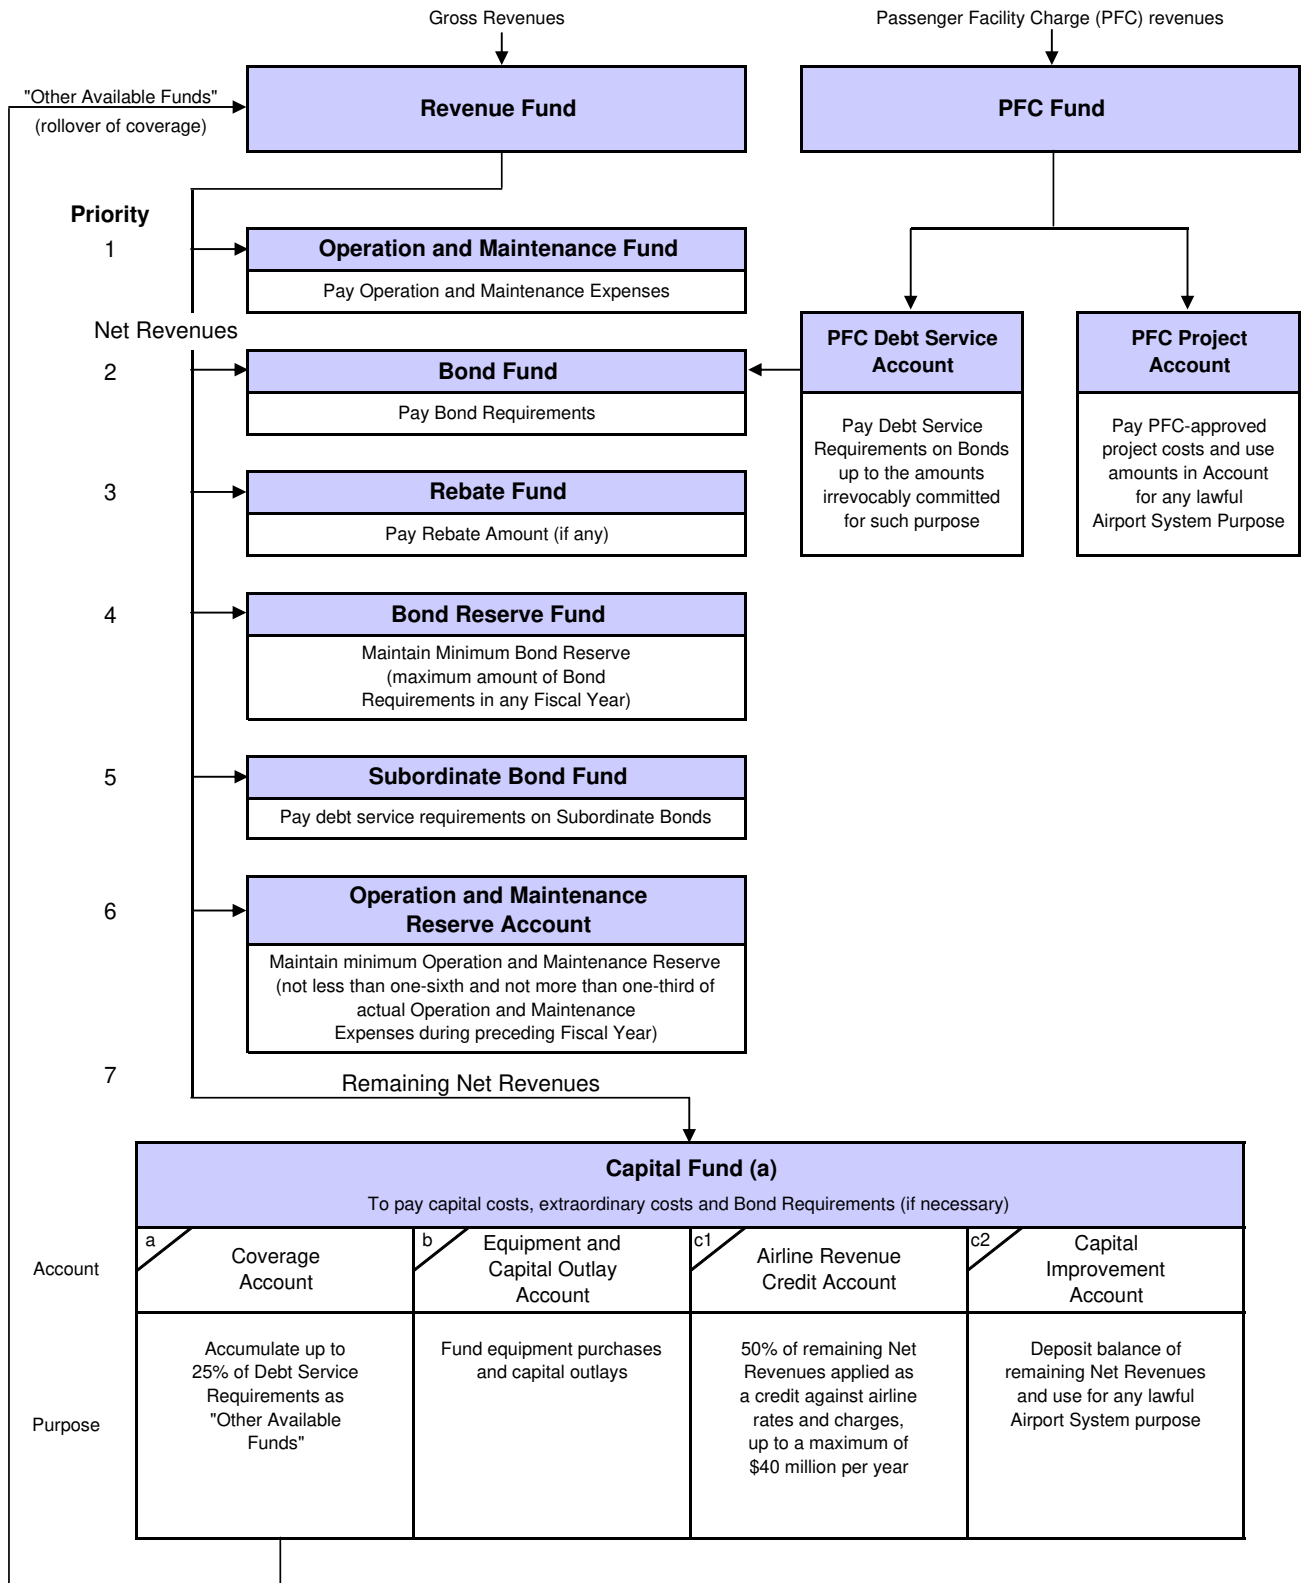 Gross Revenues
Passenger Facility Charge (PFC) revenues
"Other Available Funds"
(rollover of coverage)
Revenue Fund
PFC Fund
Priority
1
Operation and Maintenance Fund
Pay Operation and Maintenance Expenses
Net Revenues
2
Bond Fund
Pay Bond Requirements
PFC Debt Service
Account
Pay Debt Service
Requirements on Bonds
up to the amounts
irrevocably committed
for such purpose
PFC Project
Account
Pay PFC-approved
project costs and use
amounts in Account
for any lawful
Airport System Purpose
3
Rebate Fund
Pay Rebate Amount (if any)
4
Bond Reserve Fund
Maintain Minimum Bond Reserve
(maximum amount of Bond
Requirements in any Fiscal Year)
5
Subordinate Bond Fund
Pay debt service requirements on Subordinate Bonds
6
Operation and Maintenance
Reserve Account
Maintain minimum Operation and Maintenance Reserve
(not less than one-sixth and not more than one-third of
actual Operation and Maintenance
Expenses during preceding Fiscal Year)
7
Remaining Net Revenues
Capital Fund (a)
To pay capital costs, extraordinary costs and Bond Requirements (if necessary)
Account
a
Coverage
Account
b
Equipment and
Capital Outlay
Account
c1
Airline Revenue
Credit Account
c2
Capital
Improvement
Account
Purpose
Accumulate up to
25% of Debt Service
Requirements as
"Other Available
Funds"
Fund equipment purchases
and capital outlays
50% of remaining Net
Revenues applied as
a credit against airline
rates and charges,
up to a maximum of
$40 million per year
Deposit balance of
remaining Net Revenues
and use for any lawful
Airport System purpose